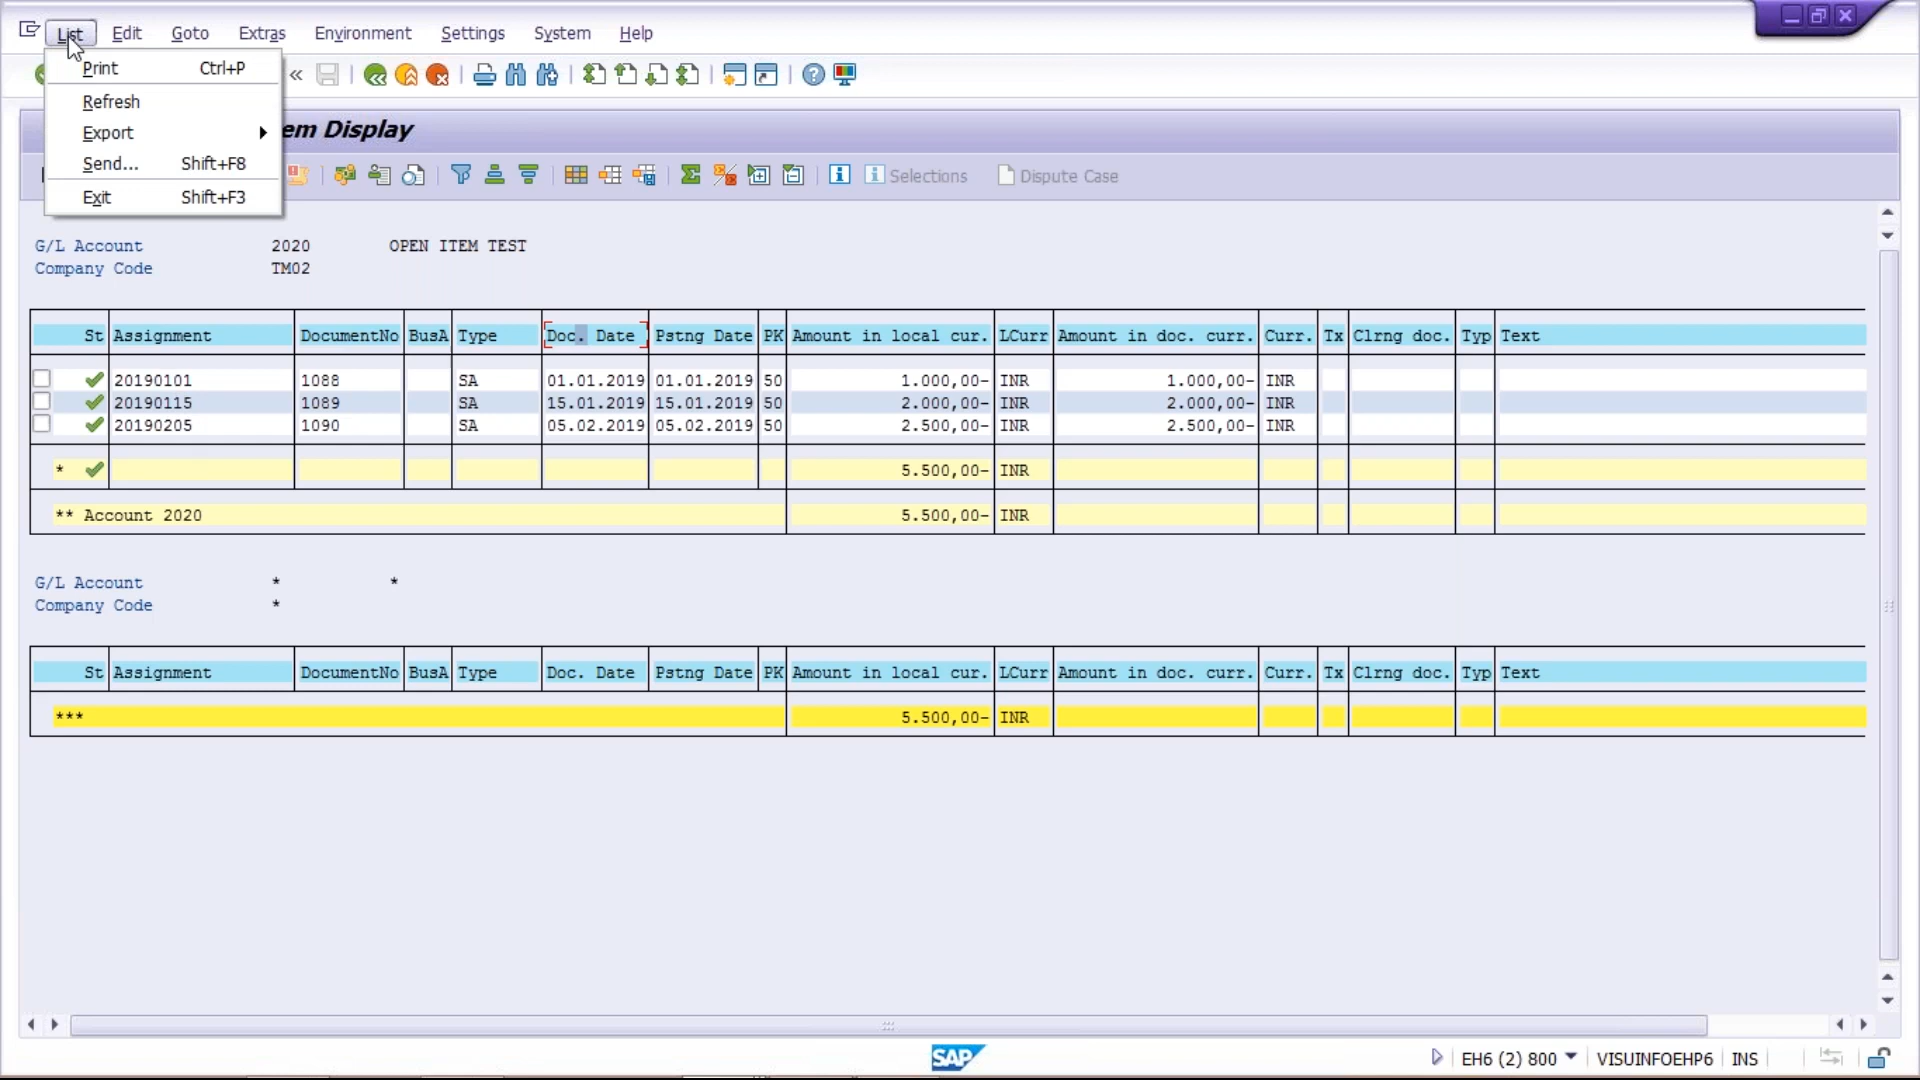 List Edit Goto Extras Environment Settings System Help
Print Ctrl+P
Refresh
Export
Send... Shift+F8
Exit Shift+F3
em Display
Selections Dispute Case
G/L Account 2020 OPEN ITEM TEST
Company Code TM02
St Assignment DocumentNo BusA Type Doc. Date Pstng Date PK Amount in local cur. LCurr Amount in doc. curr. Curr. Tx Clrng doc. Typ Text
20190101 1088 SA 01.01.2019 01.01.2019 50 1.000,00- INR 1.000,00- INR
20190115 1089 SA 15.01.2019 15.01.2019 50 2.000,00- INR 2.000,00- INR
20190205 1090 SA 05.02.2019 05.02.2019 50 2.500,00- INR 2.500,00- INR
* 5.500,00- INR
** Account 2020 5.500,00- INR
G/L Account * *
Company Code *
St Assignment DocumentNo BusA Type Doc. Date Pstng Date PK Amount in local cur. LCurr Amount in doc. curr. Curr. Tx Clrng doc. Typ Text
*** 5.500,00- INR
SAP EH6 (2) 800 VISUINFOEHP6 INS